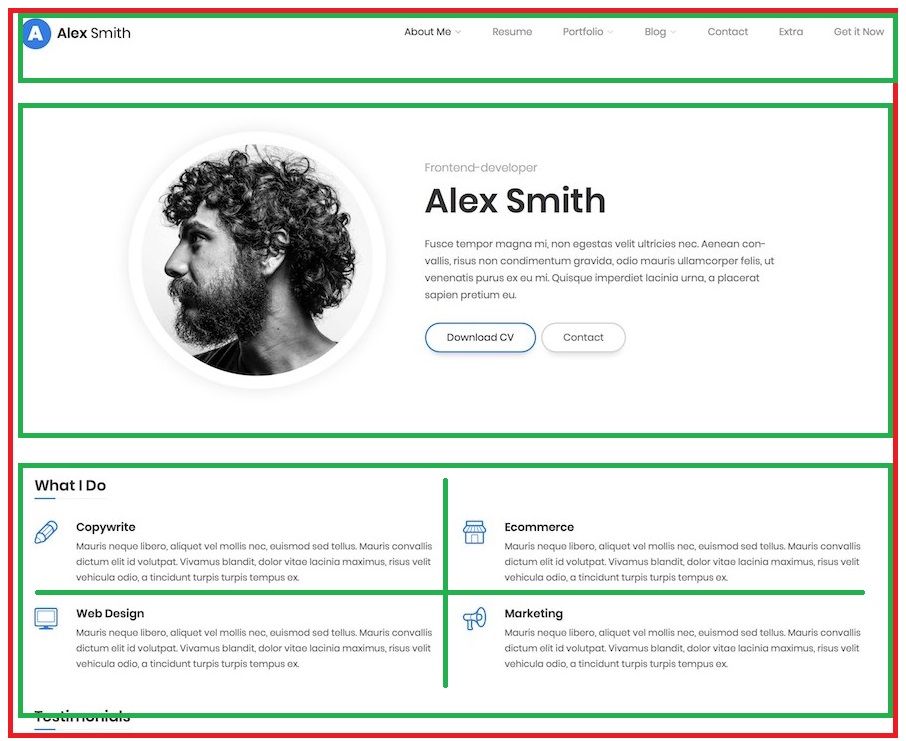 A Alex Smith
About Me Resume Portfolio Blog Contact Extra Get it Now
Frontend-developer
Alex Smith
Fusce tempor magna mi, non egestas velit ultricies nec. Aenean con-
vallis, risus non condimentum gravida, odio mauris ullamcorper felis, ut
venenatis purus ex eu mi. Quisque imperdiet lacinia urna, a placerat
sapien pretium eu.
Download CV Contact
What I Do
Copywrite
Mauris neque libero, aliquet vel mollis nec, euismod sed tellus. Mauris convallis
dictum elit id volutpat. Vivamus blandit, dolor vitae lacinia maximus, risus velit
vehicula odio, a tincidunt turpis turpis tempus ex.
Ecommerce
Mauris neque libero, aliquet vel mollis nec, euismod sed tellus. Mauris convallis
dictum elit id volutpat. Vivamus blandit, dolor vitae lacinia maximus, risus velit
vehicula odio, a tincidunt turpis turpis tempus ex.
Web Design
Mauris neque libero, aliquet vel mollis nec, euismod sed tellus. Mauris convallis
dictum elit id volutpat. Vivamus blandit, dolor vitae lacinia maximus, risus velit
vehicula odio, a tincidunt turpis turpis tempus ex.
Marketing
Mauris neque libero, aliquet vel mollis nec, euismod sed tellus. Mauris convallis
dictum elit id volutpat. Vivamus blandit, dolor vitae lacinia maximus, risus velit
vehicula odio, a tincidunt turpis turpis tempus ex.
Testimonials